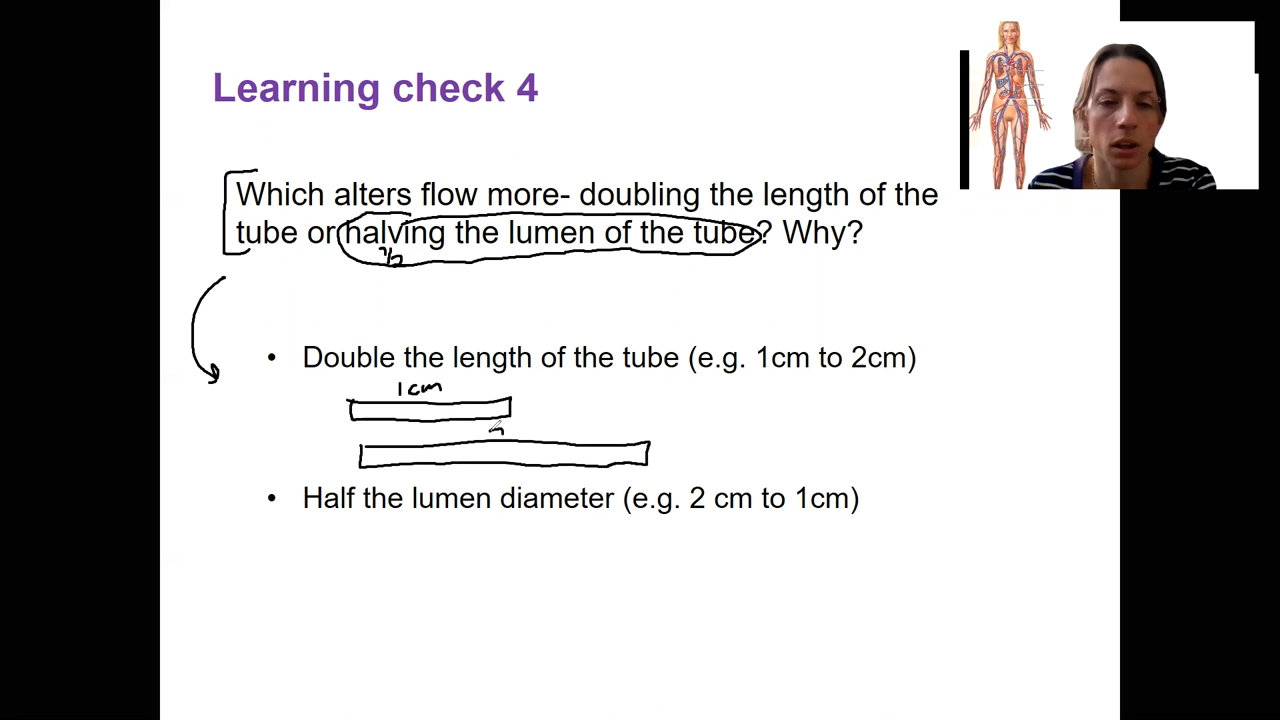 Learning check 4
Which alters flow more- doubling the length of the
tube or halving the lumen of the tube? Why?
1/2
• Double the length of the tube (e.g. 1cm to 2cm)
1cm
• Half the lumen diameter (e.g. 2 cm to 1cm)